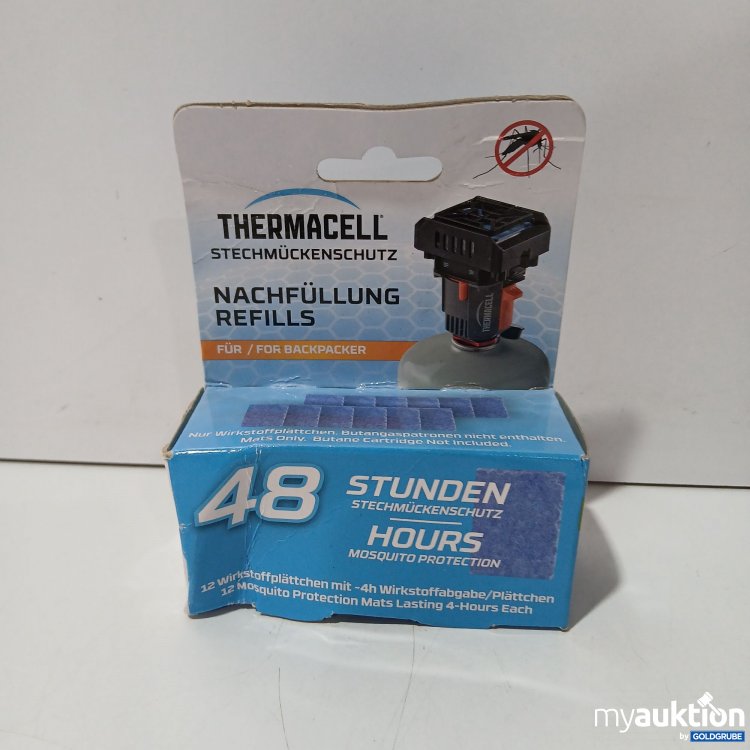 THERMACELL®
STECHMÜCKENSCHUTZ
NACHFÜLLUNG
REFILLS
FÜR / FOR BACKPACKER
THERMACELL
Nur Wirkstoffplättchen. Butangaspatronen nicht enthalten.
Mats Only. Butane Cartridge Not Included.
48
STUNDEN
STECHMÜCKENSCHUTZ
HOURS
MOSQUITO PROTECTION
12 Wirkstoffplättchen mit ~4h Wirkstoffabgabe/Plättchen
12 Mosquito Protection Mats Lasting 4-Hours Each
myauktion
by GOLDGRUBE